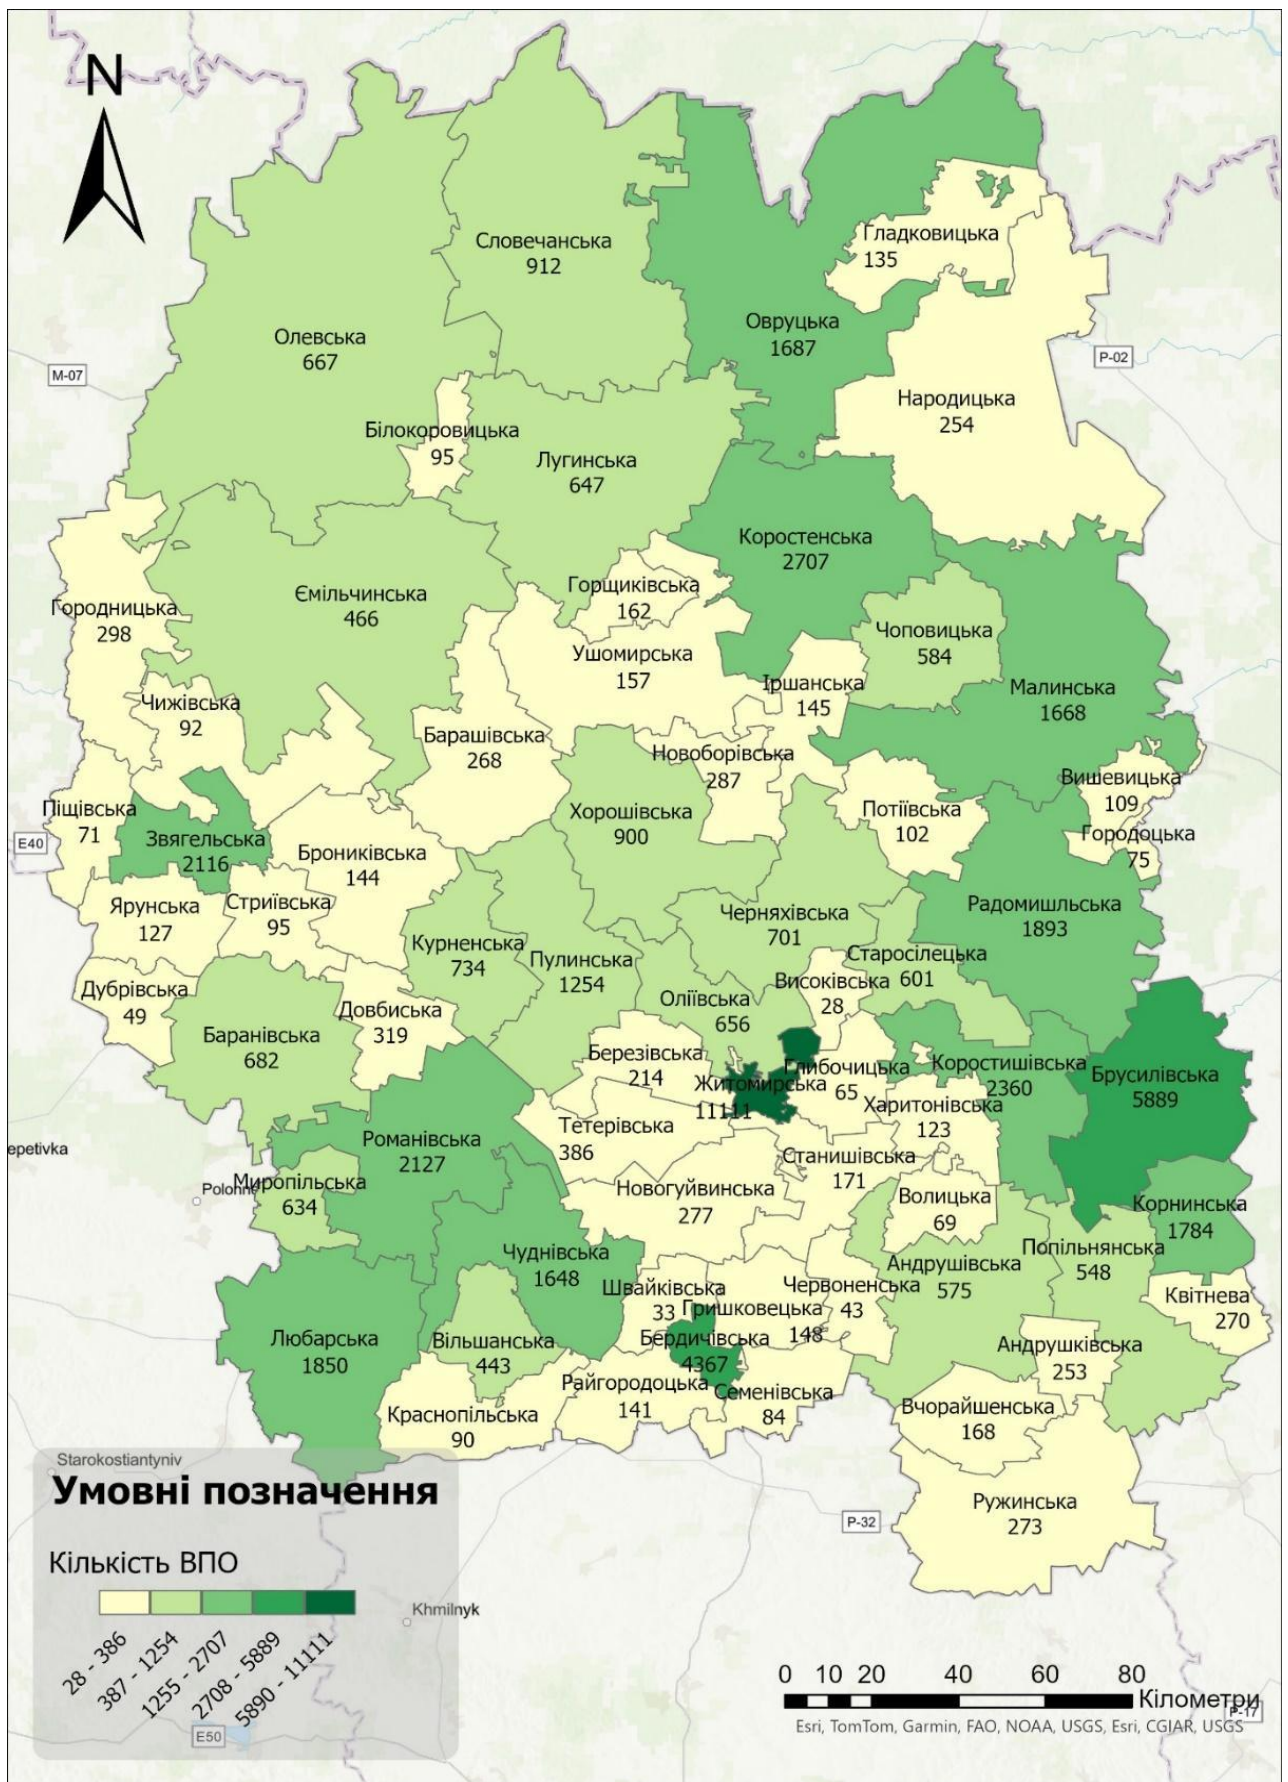 N
Словечанська
912
Гладковицька
135
Олевська
667
Овруцька
1687
M-07
P-02
Народицька
254
Білокоровицька
95
Лугинська
647
Коростенська
2707
Городницька
298
Ємільчинська
466
Горщиківська
162
Чоповицька
584
Ушомирська
157
Іршанська
145
Малинська
1668
Чижівська
92
Барашівська
268
Новоборівська
287
Вишевицька
109
Піщівська
71
Хорошівська
900
Потіївська
102
Городоцька
75
E40
Звягельська
2116
Брониківська
144
Ярунська
127
Стриївська
95
Радомишльська
1893
Черняхівська
701
Курненська
734
Пулинська
1254
Старосілецька
601
Дубрівська
49
Довбиська
319
Оліївська
656
Високівська
28
Баранівська
682
Березівська
214
Житомирська
11111
Глибочицька
65
Коростишівська
2360
Брусилівська
5889
Харитонівська
123
Романівська
2127
Тетерівська
386
Станишівська
171
epetivka
Polonne
Миропільська
634
Новогуйвинська
277
Волицька
69
Корнинська
1784
Чуднівська
1648
Андрушівська
575
Попільнянська
548
Швайківська
33
Червоненська
43
Квітнева
270
Гришковецька
148
Любарська
1850
Вільшанська
443
Бердичівська
4367
Андрушківська
253
Райгородоцька
141
Семенівська
84
Краснопільська
90
Вчорайшенська
168
Ружинська
273
P-32
Starokostiantyniv
Умовні позначення
Кількість ВПО
28 - 386
387 - 1254
1255 - 2707
2708 - 5889
5890 - 11111
Khmilnyk
E50
0 10 20 40 60 80
Кілометри
P-17
Esri, TomTom, Garmin, FAO, NOAA, USGS, Esri, CGIAR, USGS